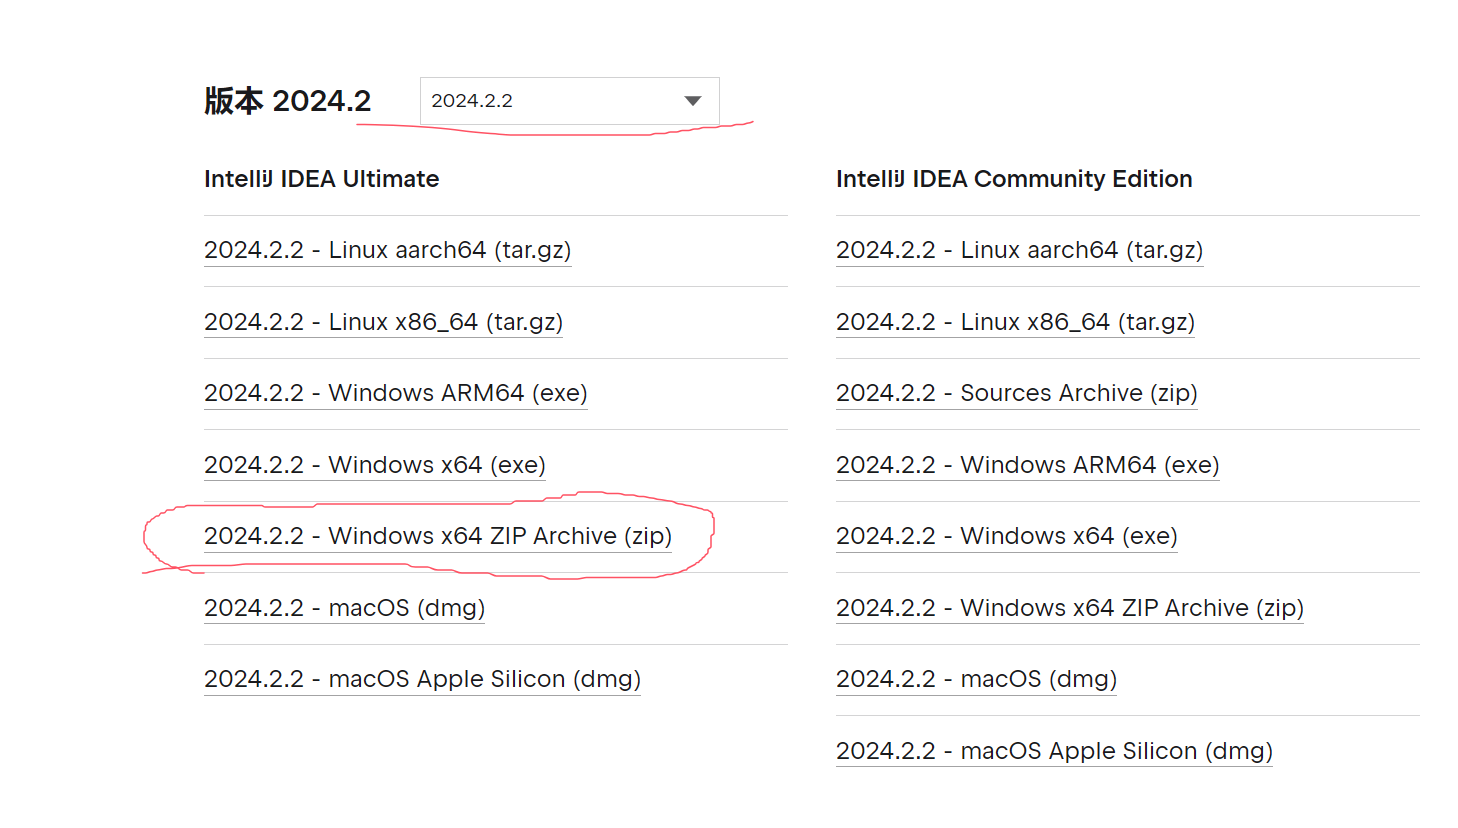 版本 2024.2
2024.2.2
IntelliJ IDEA Ultimate
2024.2.2 - Linux aarch64 (tar.gz)
2024.2.2 - Linux x86_64 (tar.gz)
2024.2.2 - Windows ARM64 (exe)
2024.2.2 - Windows x64 (exe)
2024.2.2 - Windows x64 ZIP Archive (zip)
2024.2.2 - macOS (dmg)
2024.2.2 - macOS Apple Silicon (dmg)
IntelliJ IDEA Community Edition
2024.2.2 - Linux aarch64 (tar.gz)
2024.2.2 - Linux x86_64 (tar.gz)
2024.2.2 - Sources Archive (zip)
2024.2.2 - Windows ARM64 (exe)
2024.2.2 - Windows x64 (exe)
2024.2.2 - Windows x64 ZIP Archive (zip)
2024.2.2 - macOS (dmg)
2024.2.2 - macOS Apple Silicon (dmg)